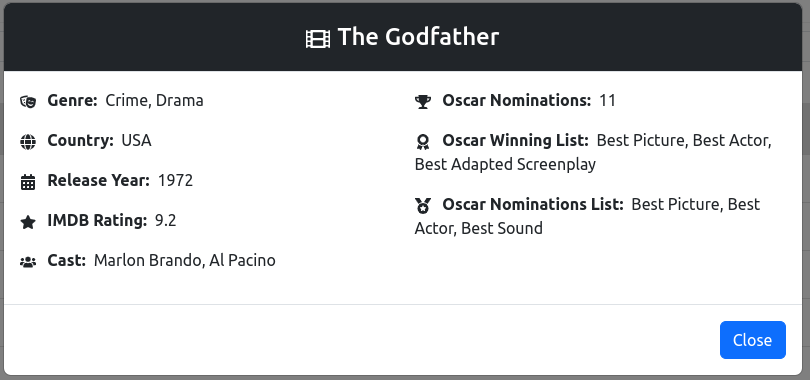 The Godfather
Genre: Crime, Drama
Country: USA
Release Year: 1972
IMDB Rating: 9.2
Cast: Marlon Brando, Al Pacino
Oscar Nominations: 11
Oscar Winning List: Best Picture, Best Actor,
Best Adapted Screenplay
Oscar Nominations List: Best Picture, Best
Actor, Best Sound
Close